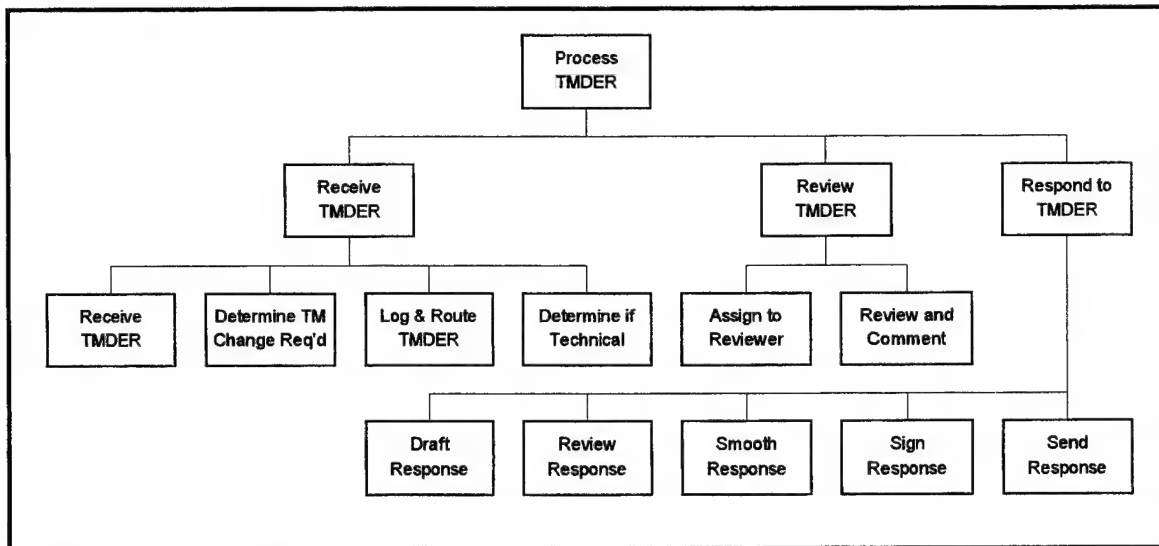 Process
TMDER
Receive
TMDER
Review
TMDER
Respond to
TMDER
Receive
TMDER
Determine TM
Change Req'd
Log & Route
TMDER
Determine if
Technical
Assign to
Reviewer
Review and
Comment
Draft
Response
Review
Response
Smooth
Response
Sign
Response
Send
Response